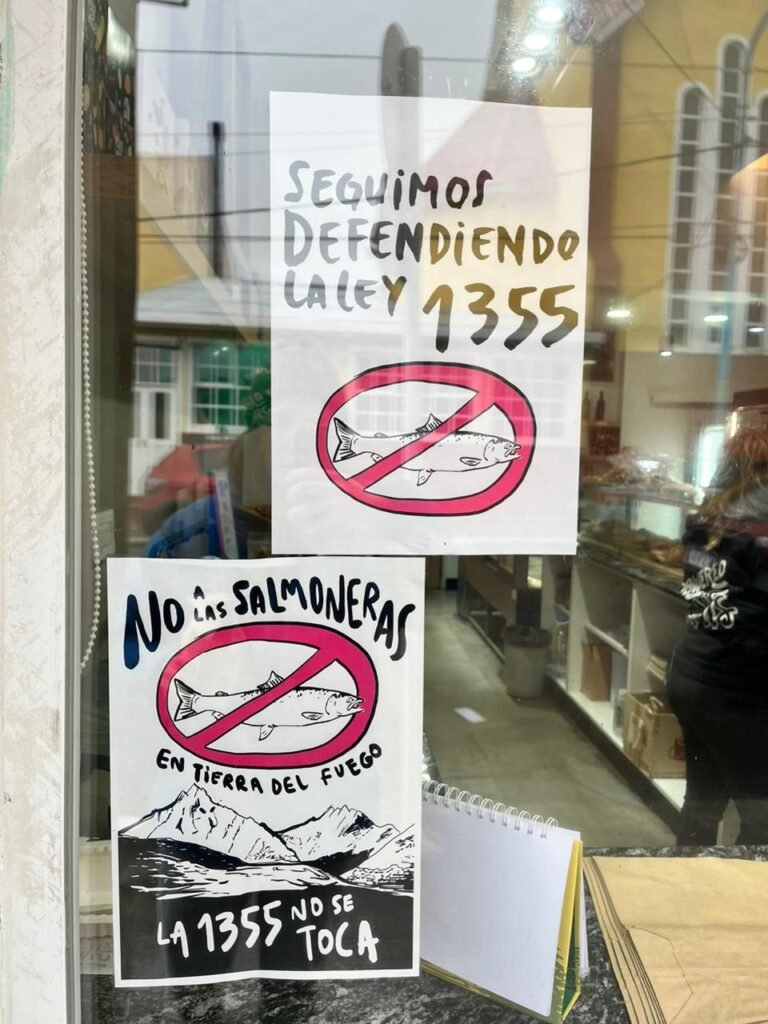 SEGUIMOS
DEFENDIENDO
LA LEY 1355
NO A LAS SALMONERAS
EN TIERRA DEL FUEGO
LA 1355 NO SE
TOCA